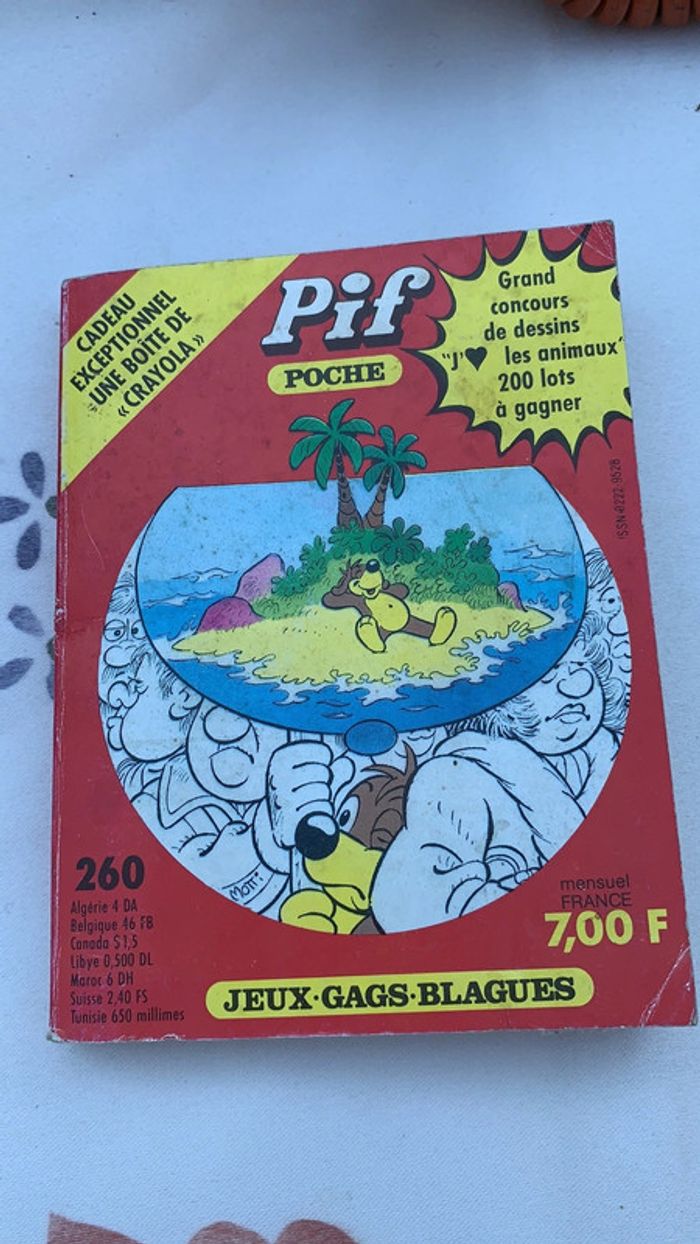 CADEAU
EXCEPTIONNEL
UNE BOITE DE
«CRAYOLA»
Pif
POCHE
Grand
concours
de dessins
"J'♥ les animaux"
200 lots
à gagner
ISSN 0222-9528
Motti
260
Algérie 4 DA
Belgique 46 FB
Canada $ 1,5
Libye 0,500 DL
Maroc 6 DH
Suisse 2,40 FS
Tunisie 650 millimes
mensuel
FRANCE
7,00 F
JEUX·GAGS·BLAGUES